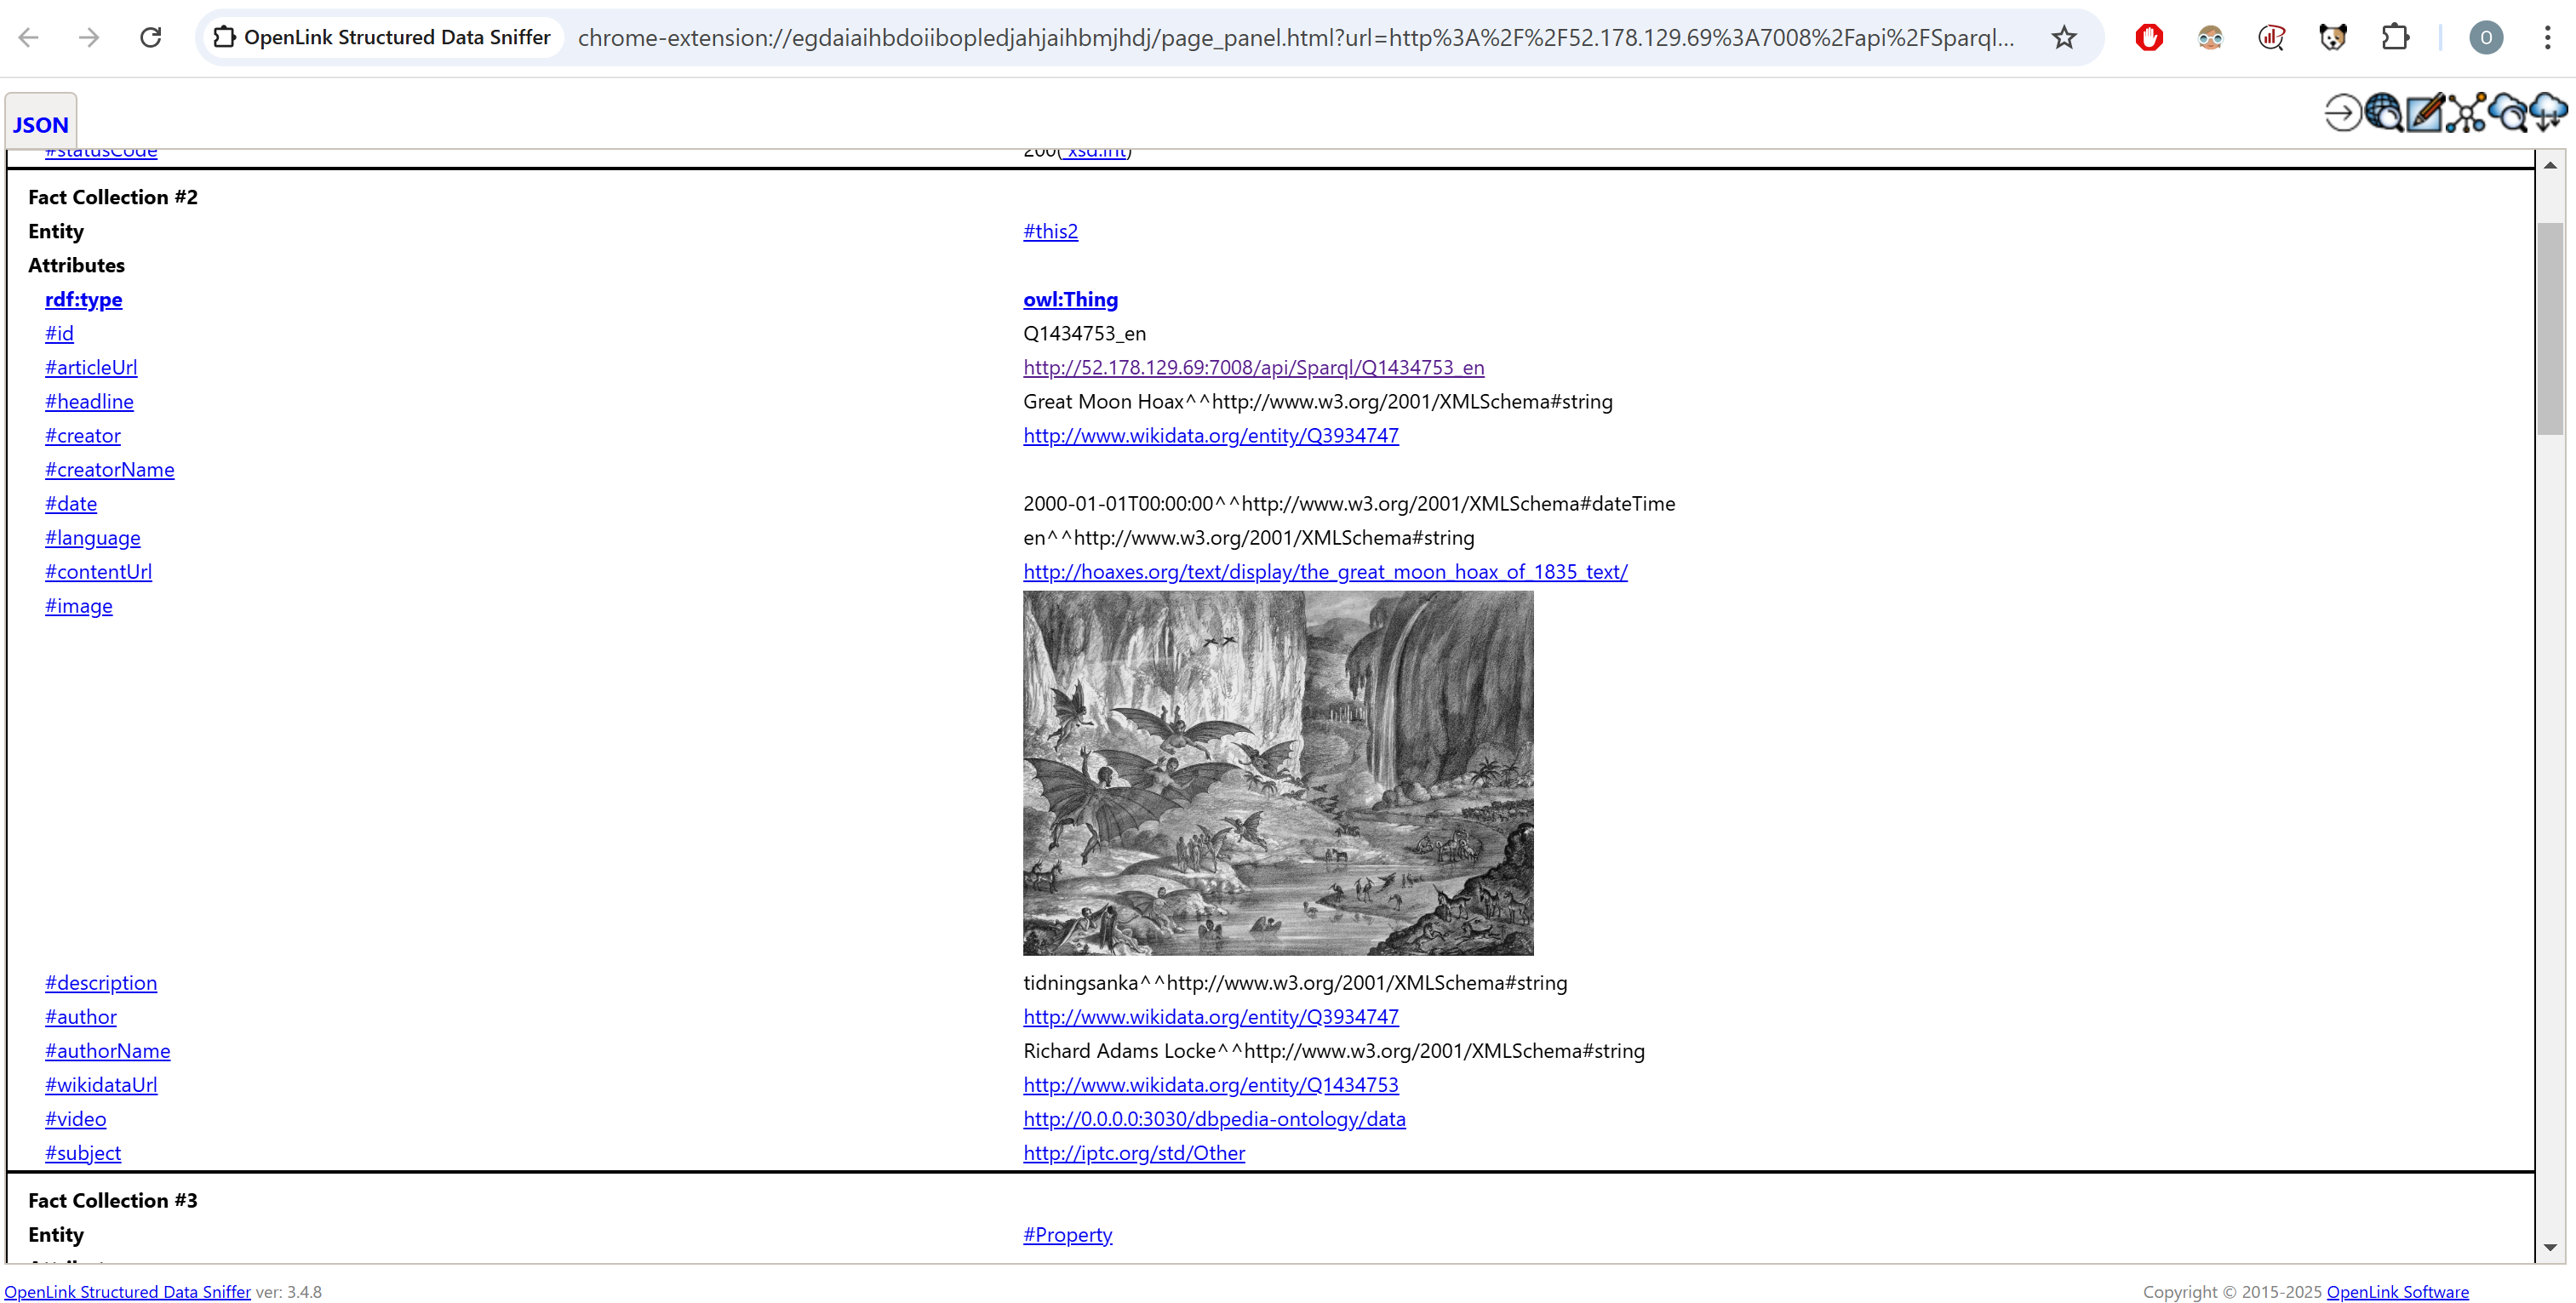 OpenLink Structured Data Sniffer chrome-extension://egdaiaihbdoiibopledjahjaihbmjhdj/page_panel.html?url=http%3A%2F%2F52.178.129.69%3A7008%2Fapi%2FSparql... O
JSON
#statusCode 200( xsd:int)
Fact Collection #2
Entity #this2
Attributes
rdf:type owl:Thing
#id Q1434753_en
#articleUrl http://52.178.129.69:7008/api/Sparql/Q1434753_en
#headline Great Moon Hoax^^http://www.w3.org/2001/XMLSchema#string
#creator http://www.wikidata.org/entity/Q3934747
#creatorName
#date 2000-01-01T00:00:00^^http://www.w3.org/2001/XMLSchema#dateTime
#language en^^http://www.w3.org/2001/XMLSchema#string
#contentUrl http://hoaxes.org/text/display/the_great_moon_hoax_of_1835_text/
#image
#description tidningsanka^^http://www.w3.org/2001/XMLSchema#string
#author http://www.wikidata.org/entity/Q3934747
#authorName Richard Adams Locke^^http://www.w3.org/2001/XMLSchema#string
#wikidataUrl http://www.wikidata.org/entity/Q1434753
#video http://0.0.0.0:3030/dbpedia-ontology/data
#subject http://iptc.org/std/Other
Fact Collection #3
Entity #Property
OpenLink Structured Data Sniffer ver: 3.4.8 Copyright © 2015-2025 OpenLink Software